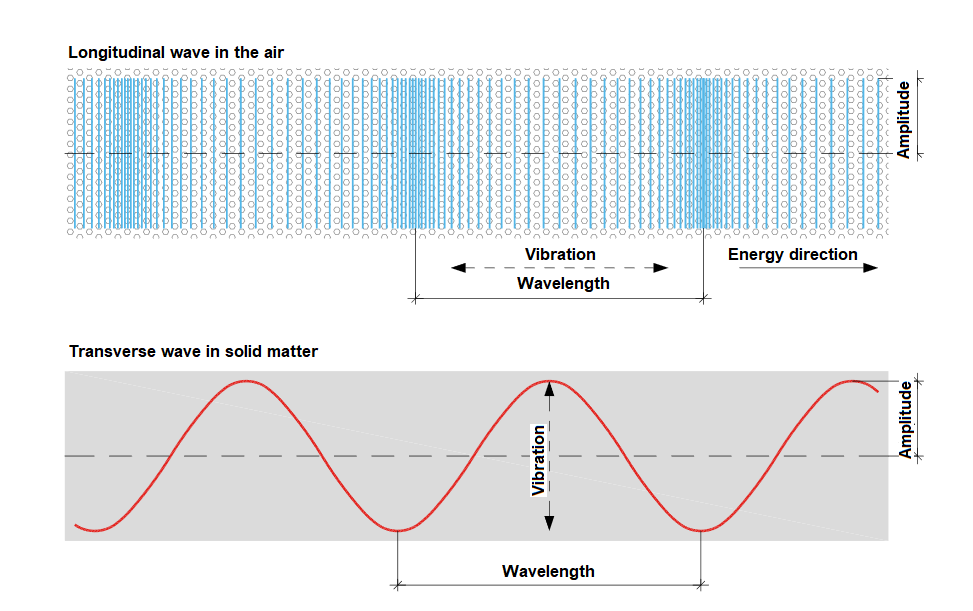 Longitudinal wave in the air
Amplitude
Vibration
Energy direction
Wavelength
Transverse wave in solid matter
Amplitude
Vibration
Wavelength